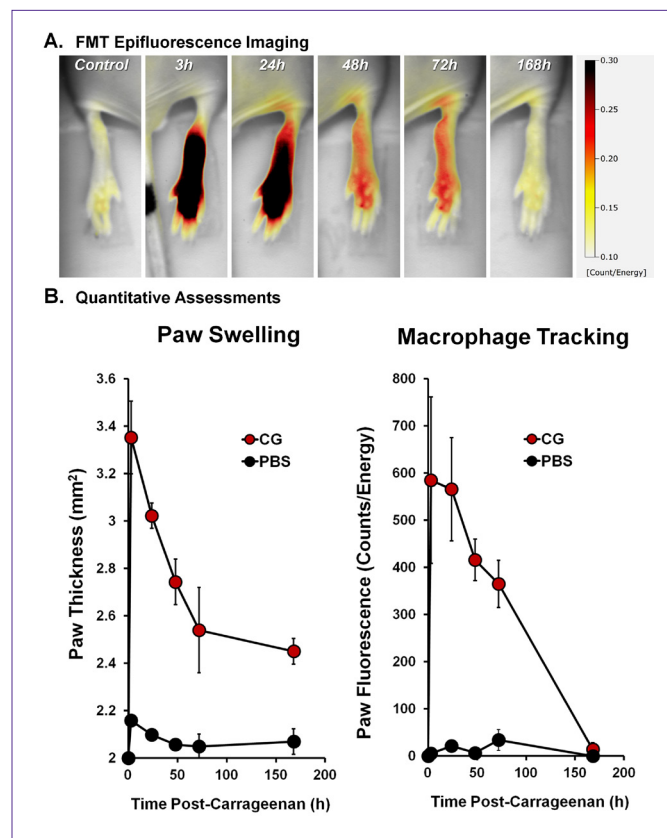 A. FMT Epifluorescence Imaging
Control 3h 24h 48h 72h 168h
0.30
0.25
0.20
0.15
0.10
[Count/Energy]
B. Quantitative Assessments
Paw Swelling
Macrophage Tracking
3.6
3.4
3.2
3
2.8
2.6
2.4
2.2
2
Paw Thickness (mm²)
CG
PBS
0 50 100 150 200
Time Post-Carrageenan (h)
800
700
600
500
400
300
200
100
0
Paw Fluorescence (Counts/Energy)
CG
PBS
0 50 100 150 200
Time Post-Carrageenan (h)